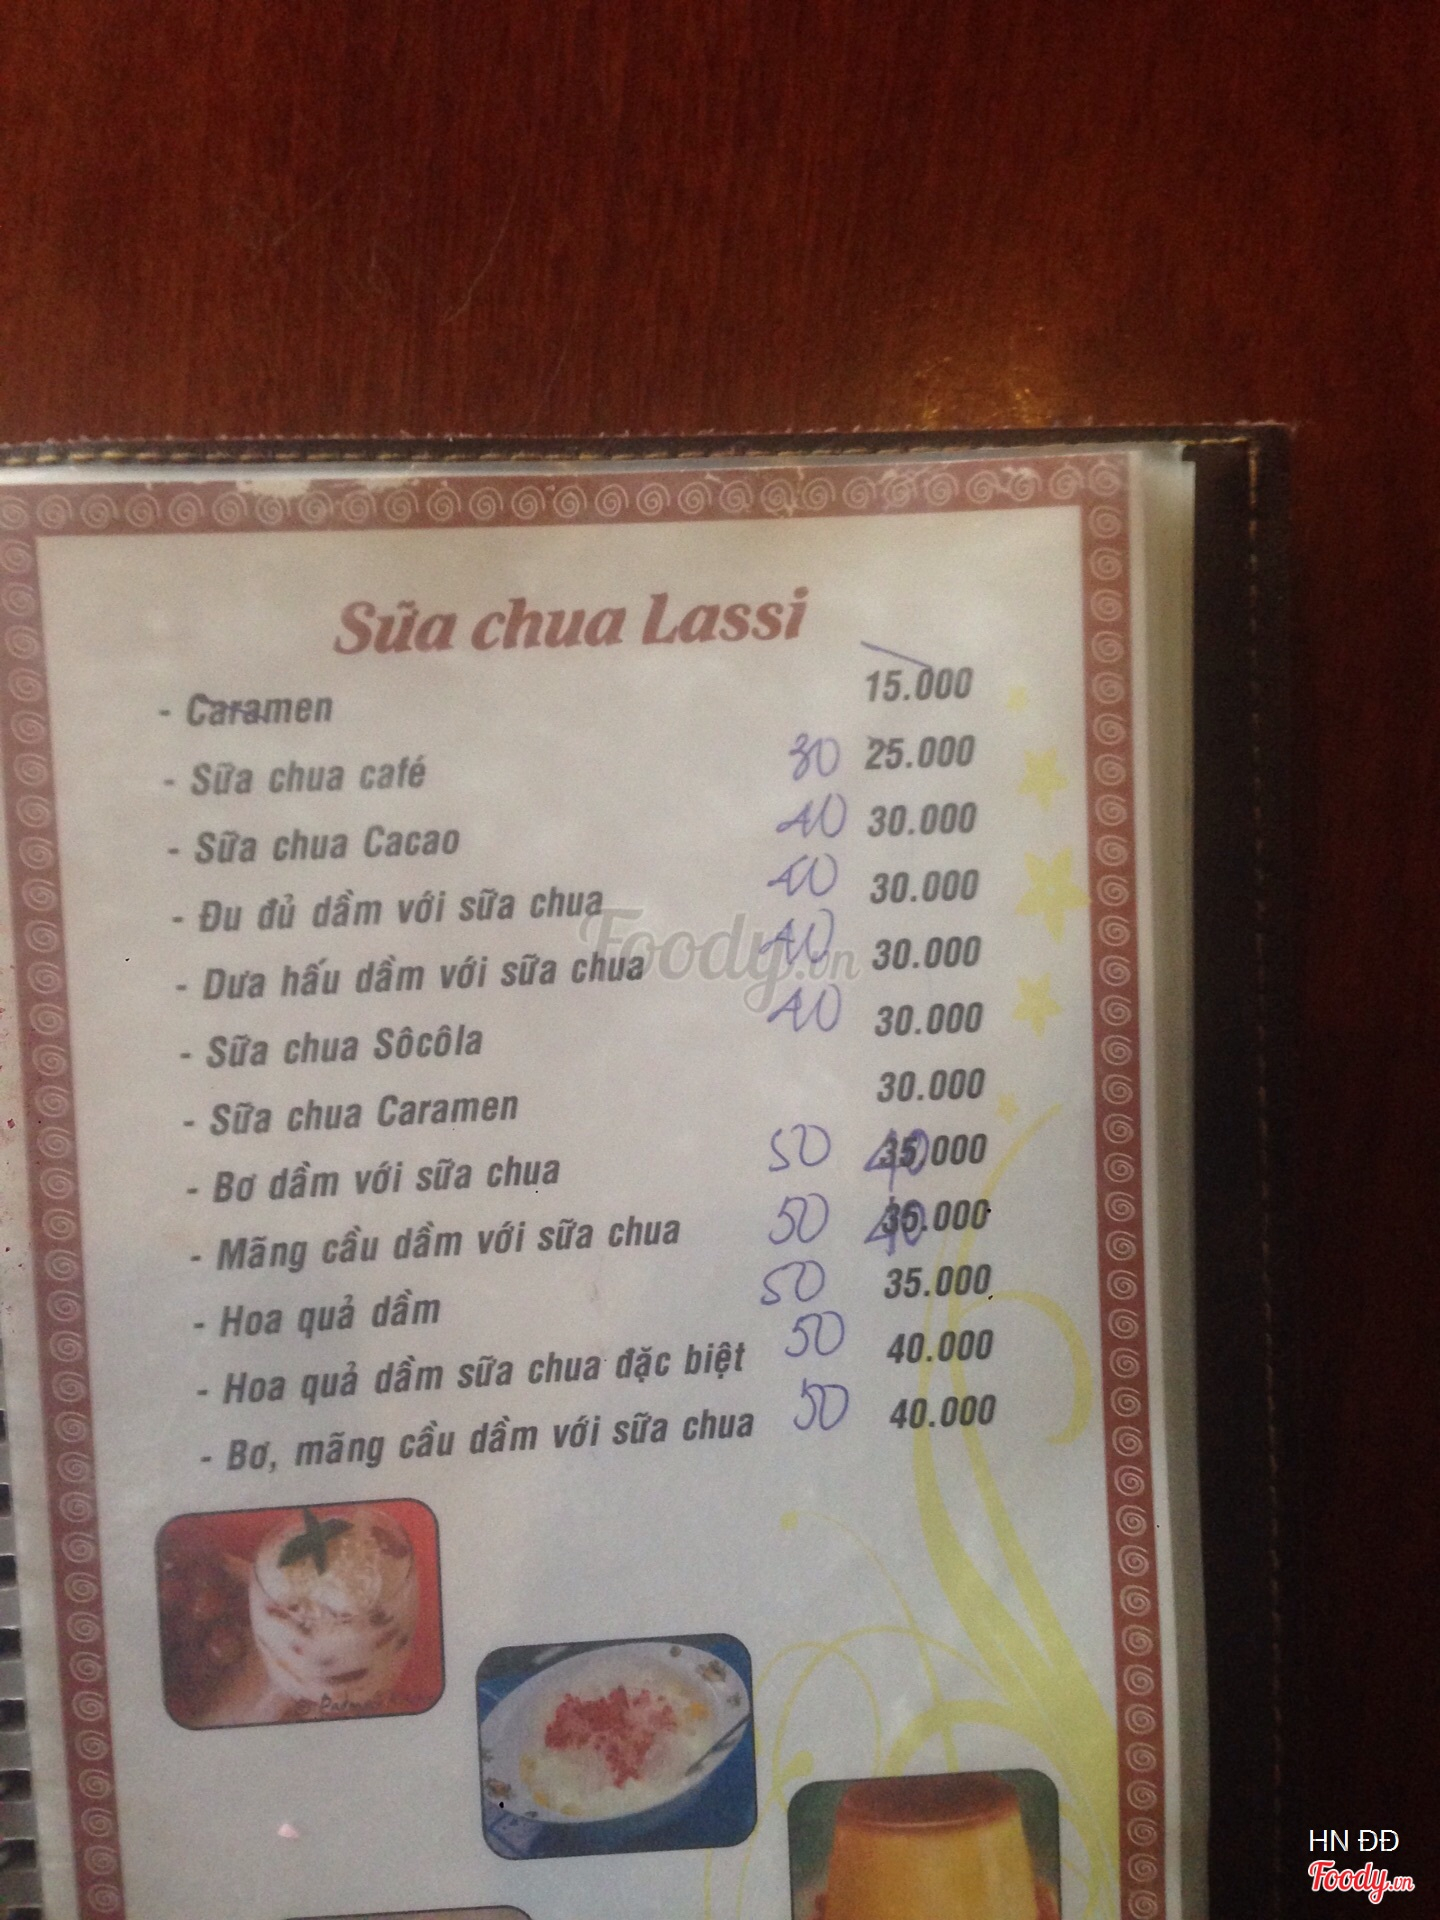 Sữa chua Lassi
- Caramen 15.000
- Sữa chua café 30 25.000
- Sữa chua Cacao 40 30.000
- Đu đủ dầm với sữa chua 40 30.000
- Dưa hấu dầm với sữa chua 40 30.000
- Sữa chua Sôcôla 40 30.000
- Sữa chua Caramen 30.000
- Bơ dầm với sữa chua 50 40 35.000
- Mãng cầu dầm với sữa chua 50 40 35.000
- Hoa quả dầm 50 35.000
- Hoa quả dầm sữa chua đặc biệt 50 40.000
- Bơ, mãng cầu dầm với sữa chua 50 40.000
Foody.vn
HN ĐĐ
Foody.vn